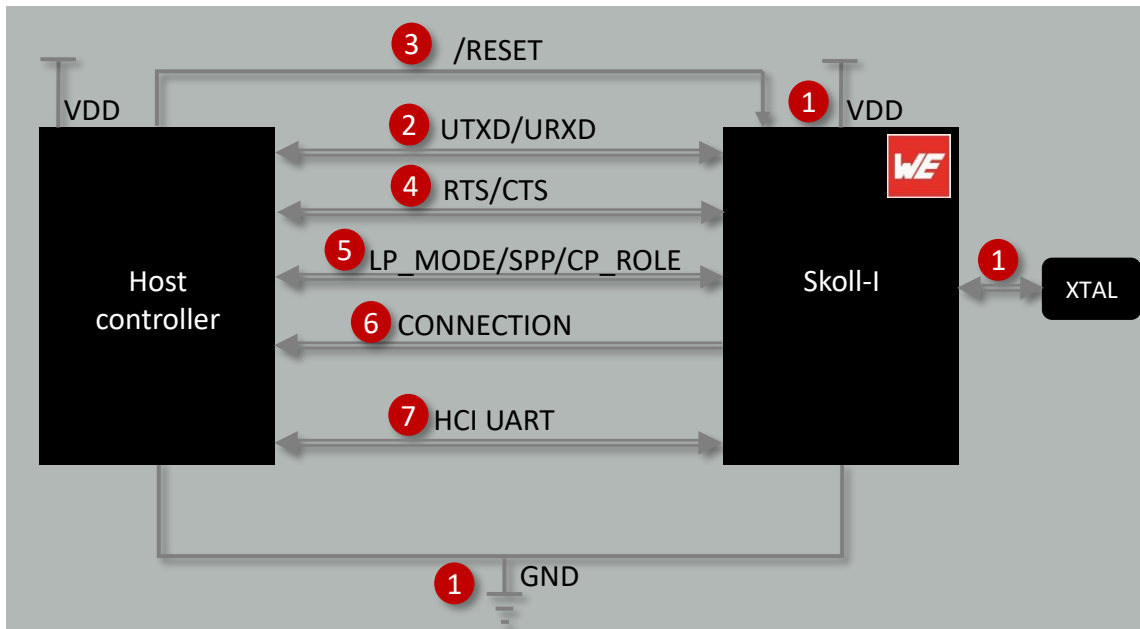 3 /RESET
VDD
1 VDD
2 UTXD/URXD
WE
4 RTS/CTS
5 LP_MODE/SPP/CP_ROLE
Host
controller
Skoll-I
1
XTAL
6 CONNECTION
7 HCI UART
1 GND